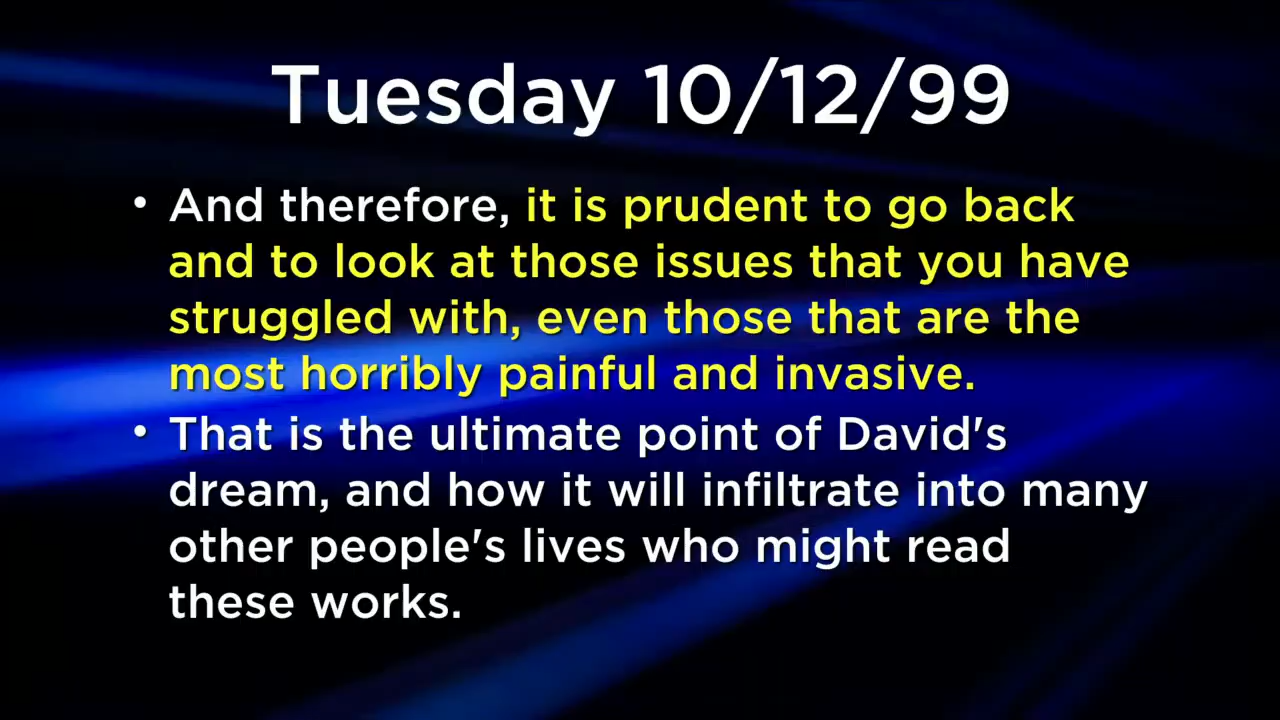 Tuesday 10/12/99
• And therefore, it is prudent to go back
and to look at those issues that you have
struggled with, even those that are the
most horribly painful and invasive.
• That is the ultimate point of David's
dream, and how it will infiltrate into many
other people's lives who might read
these works.